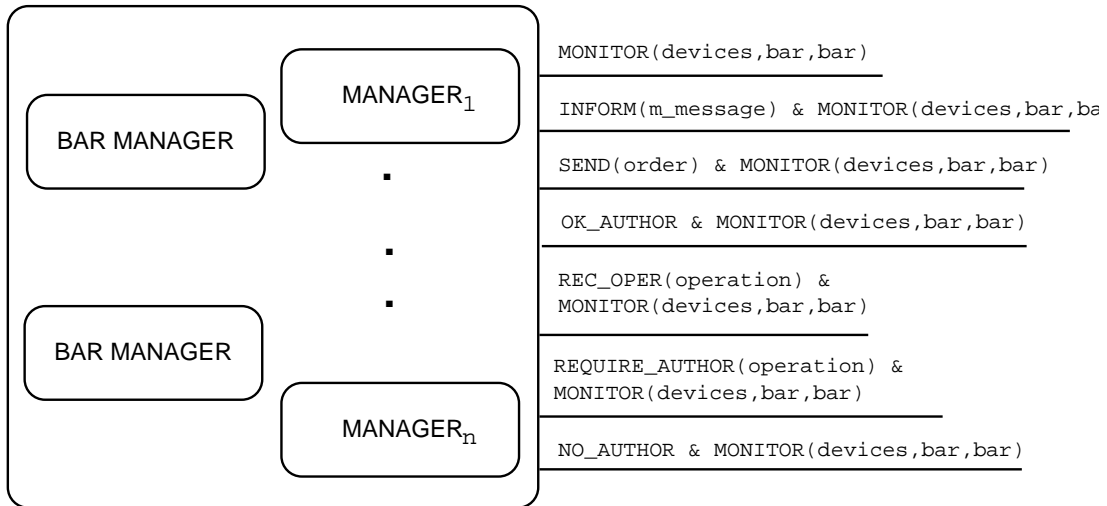 MANAGER1
BAR MANAGER
BAR MANAGER
MANAGERn
MONITOR(devices,bar,bar)
INFORM(m_message) & MONITOR(devices,bar,ba
SEND(order) & MONITOR(devices,bar,bar)
OK_AUTHOR & MONITOR(devices,bar,bar)
REC_OPER(operation) &
MONITOR(devices,bar,bar)
REQUIRE_AUTHOR(operation) &
MONITOR(devices,bar,bar)
NO_AUTHOR & MONITOR(devices,bar,bar)